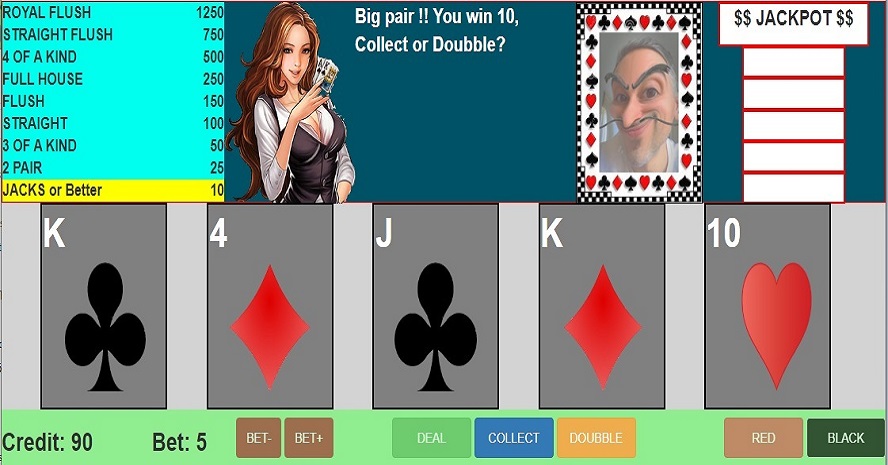 ROYAL FLUSH 1250
STRAIGHT FLUSH 750
4 OF A KIND 500
FULL HOUSE 250
FLUSH 150
STRAIGHT 100
3 OF A KIND 50
2 PAIR 25
JACKS or Better 10
Big pair !! You win 10,
Collect or Doubble?
$$ JACKPOT $$
K 4 J K 10
Credit: 90 Bet: 5 BET- BET+ DEAL COLLECT DOUBBLE RED BLACK